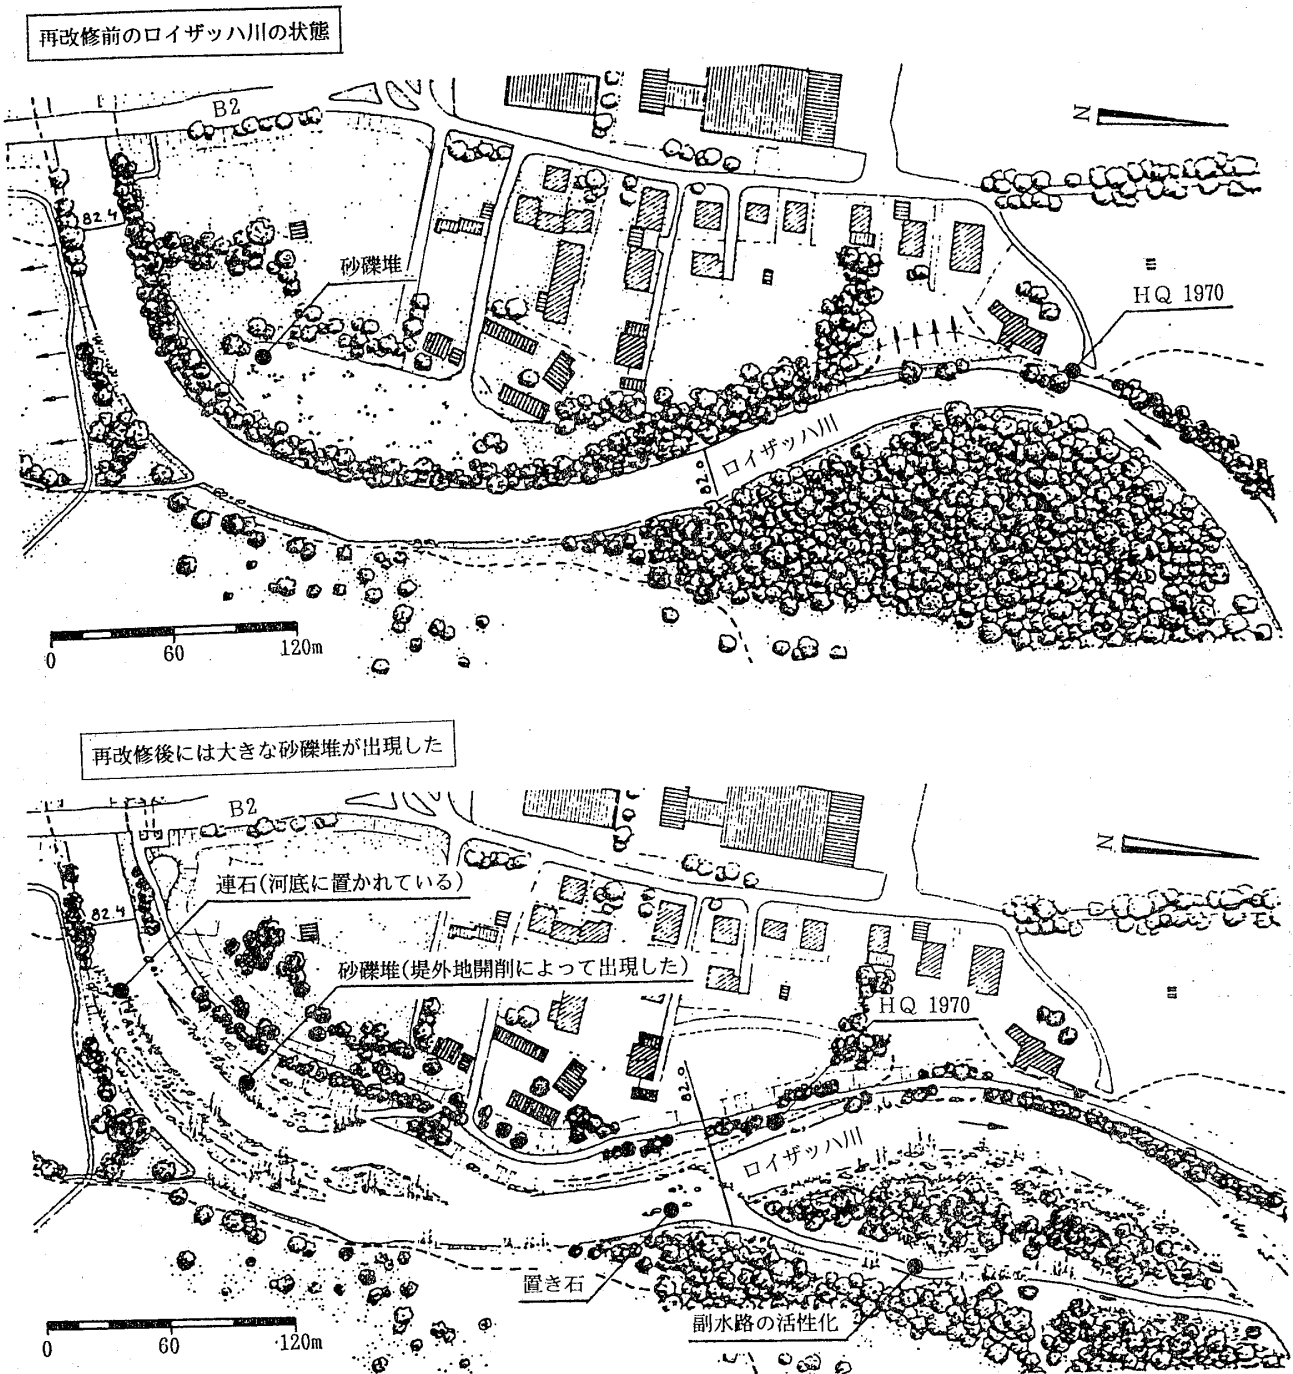 再改修前のロイザッハ川の状態
B2
N
82.4
砂礫堆
HQ 1970
ロイザッハ川
82.0
0 60 120m
再改修後には大きな砂礫堆が出現した
B2
N
連石(河底に置かれている)
82.4
砂礫堆(堤外地開削によって出現した)
HQ 1970
82.0
ロイザッハ川
置き石
副水路の活性化
0 60 120m